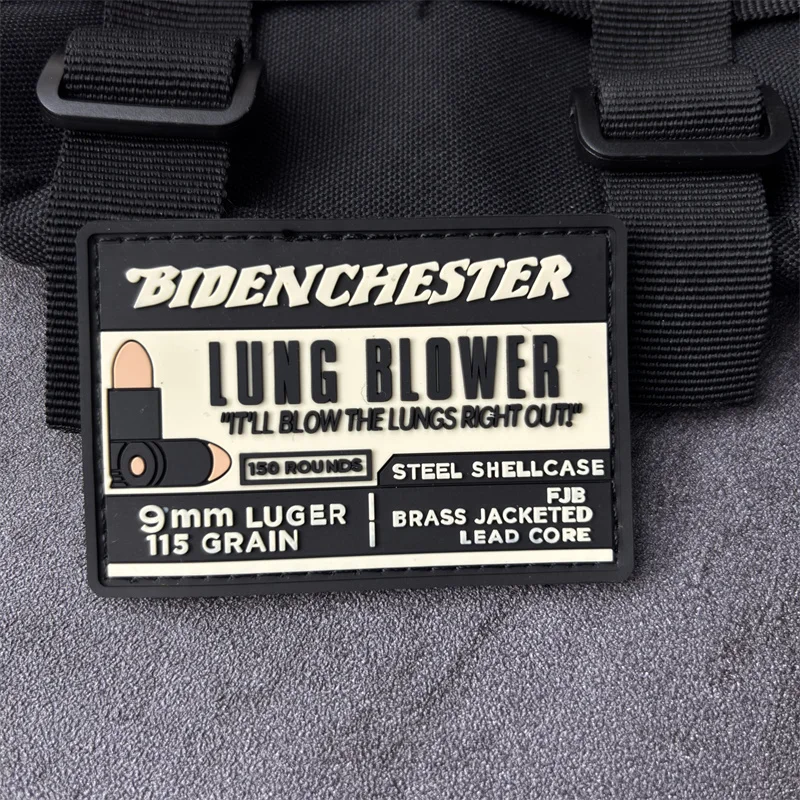 BIDENCHESTER
LUNG BLOWER
"IT'LL BLOW THE LUNGS RIGHT OUT!"
150 ROUNDS
STEEL SHELLCASE
9mm LUGER
115 GRAIN
FJB
BRASS JACKETED
LEAD CORE